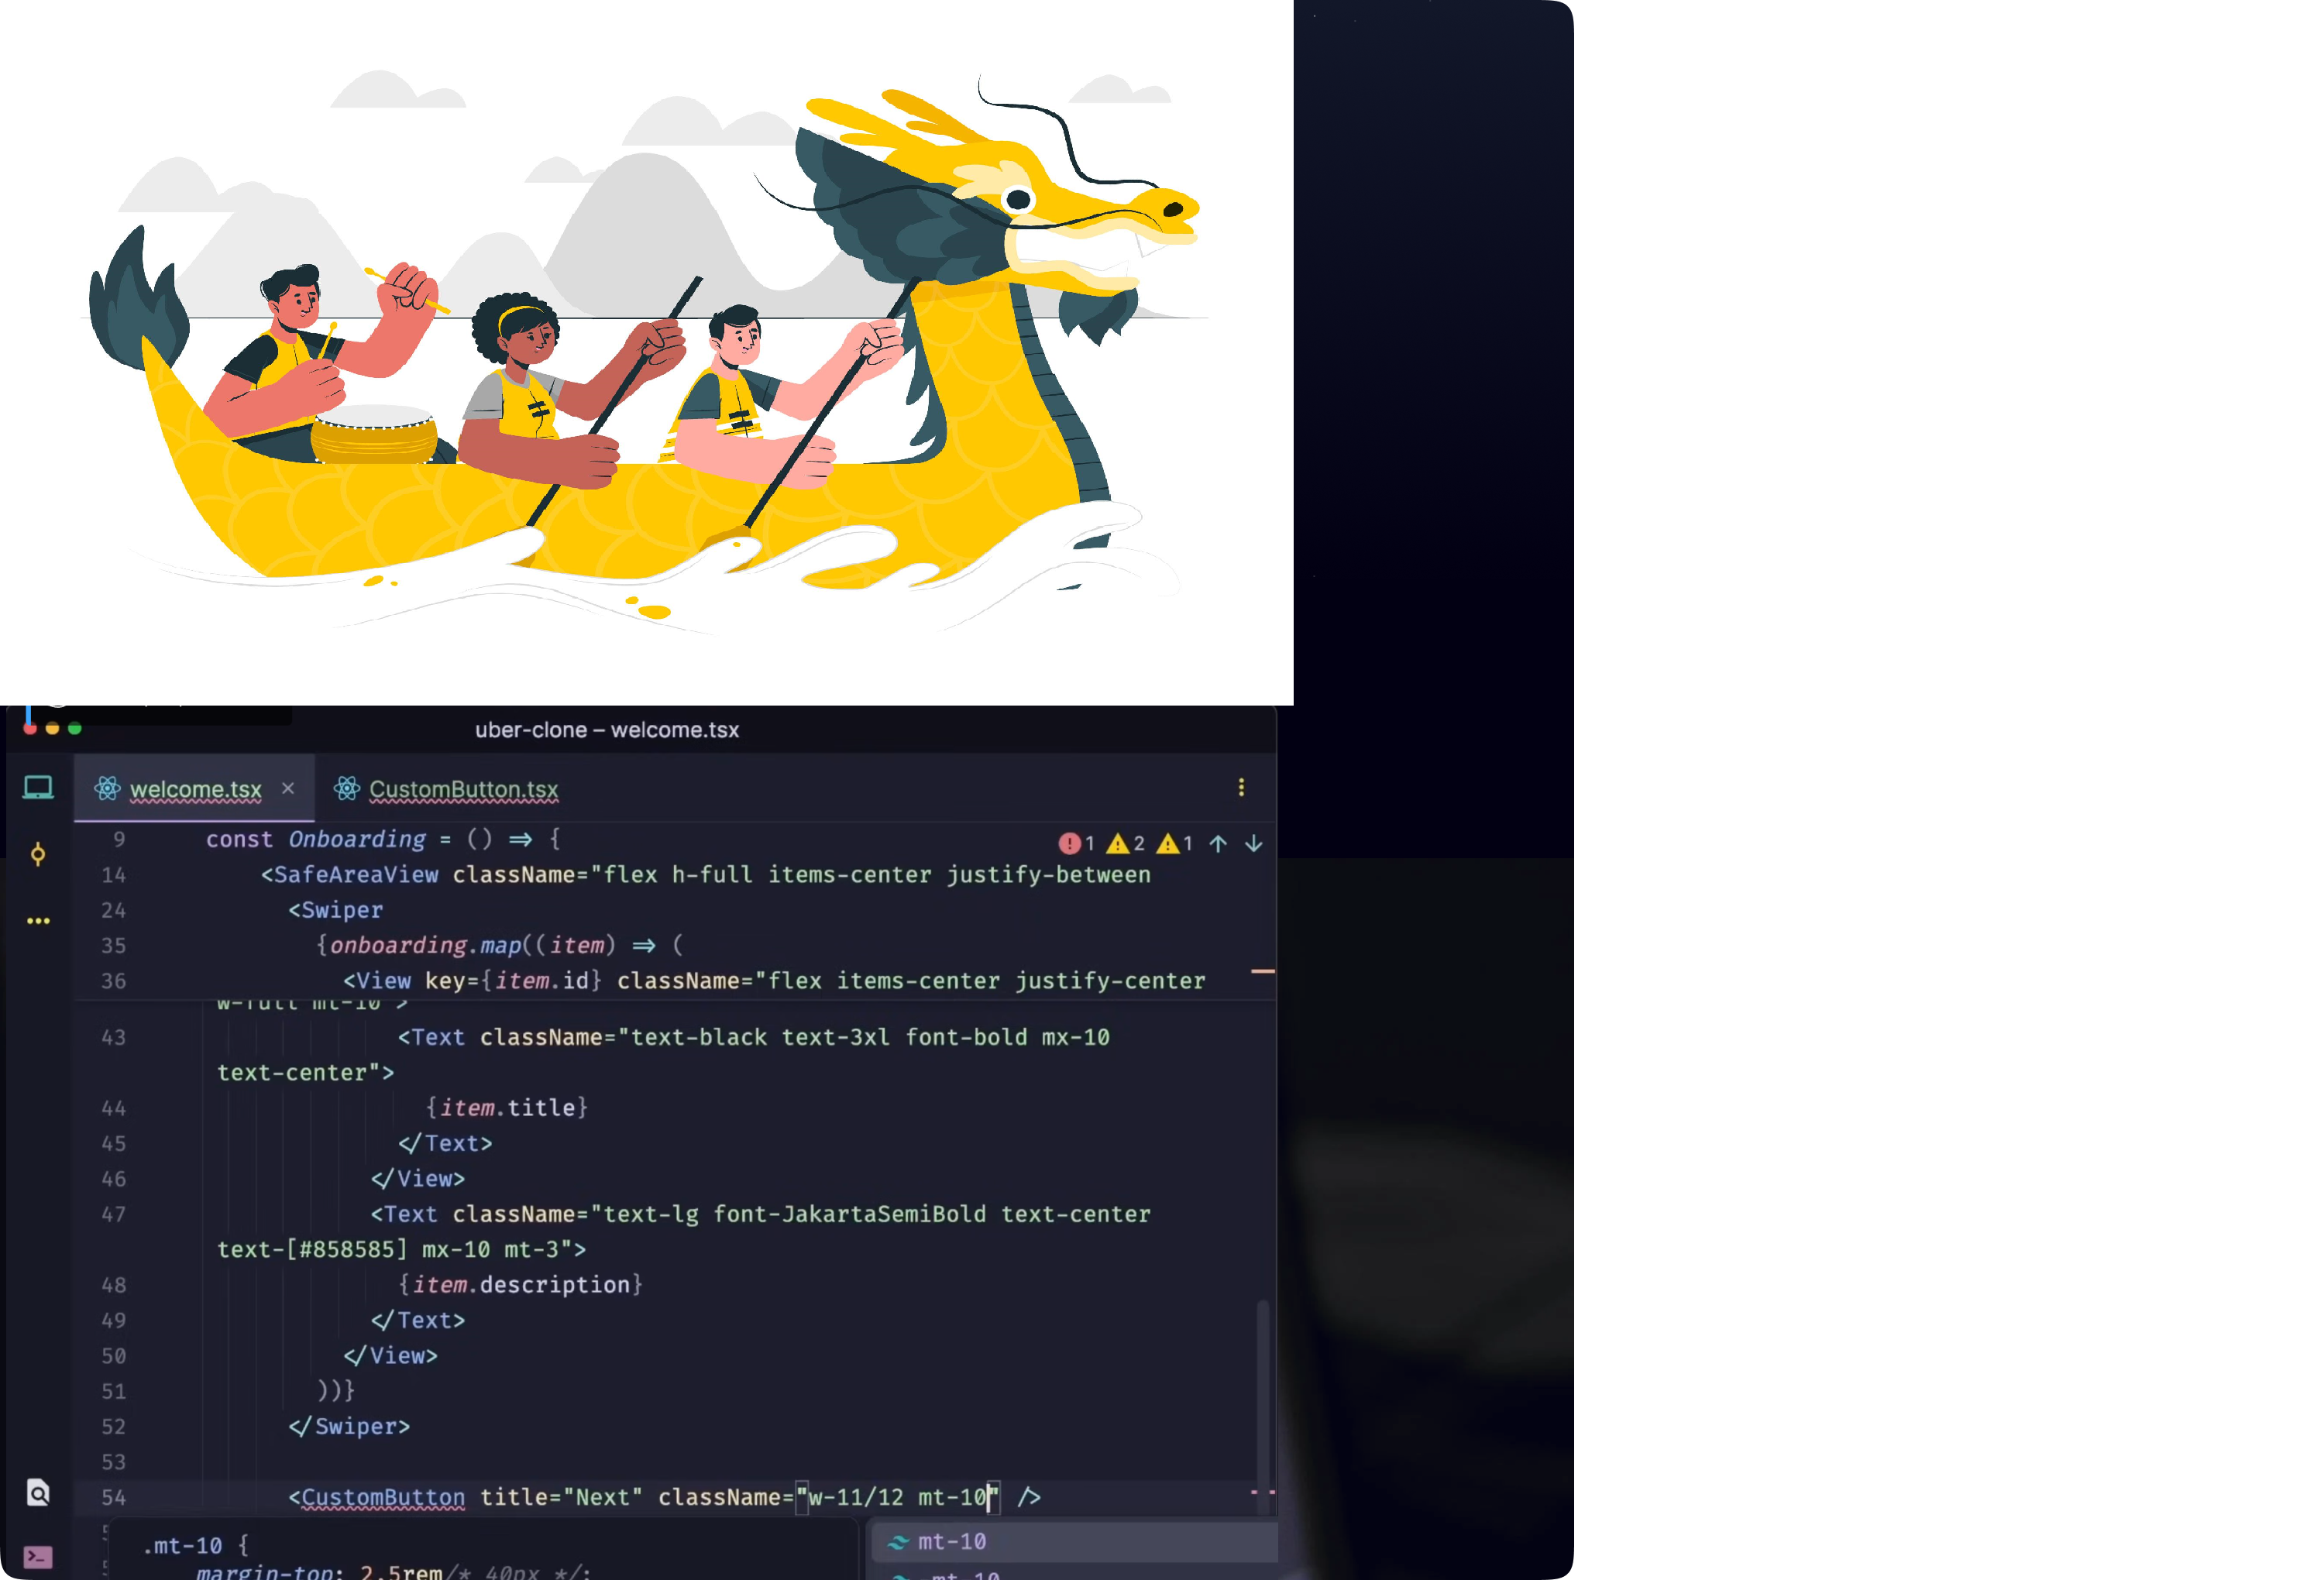 uber-clone – welcome.tsx
welcome.tsx ×
CustomButton.tsx
9 const Onboarding = () ⇒ {
1 2 1
14 <SafeAreaView className="flex h-full items-center justify-between
24 <Swiper
35 {onboarding.map((item) ⇒ (
36 <View key={item.id} className="flex items-center justify-center
w-full mt-10">
43 <Text className="text-black text-3xl font-bold mx-10
text-center">
44 {item.title}
45 </Text>
46 </View>
47 <Text className="text-lg font-JakartaSemiBold text-center
text-[#858585] mx-10 mt-3">
48 {item.description}
49 </Text>
50 </View>
51 ))}
52 </Swiper>
53
54 <CustomButton title="Next" className="w-11/12 mt-10" />
.mt-10 {
mt-10
margin-top: 2.5rem/* 40px */;
mt-10